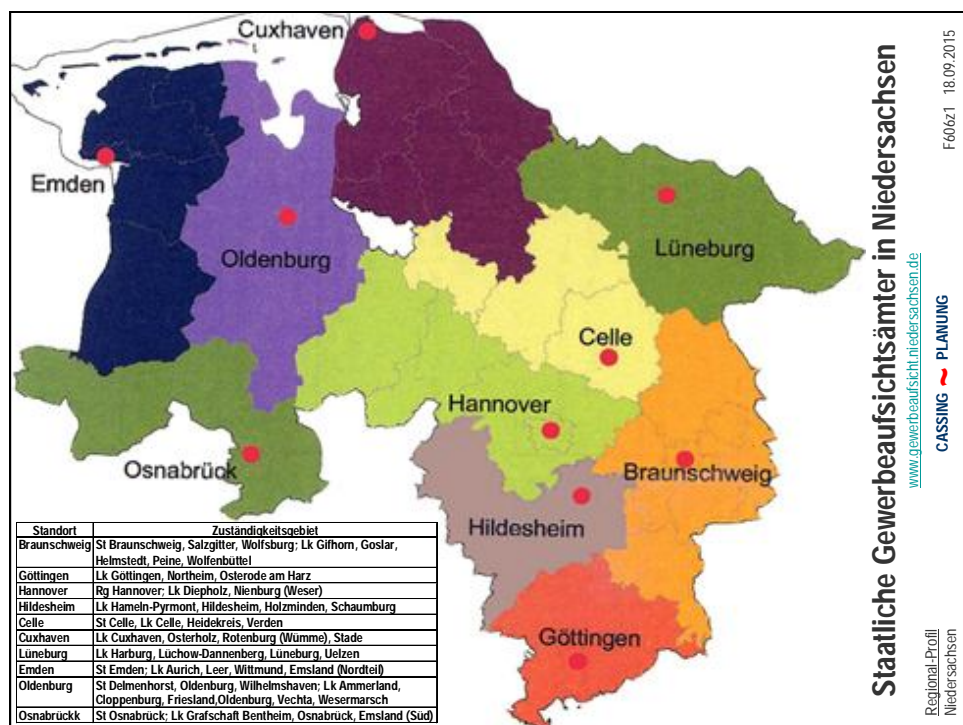 Cuxhaven
Emden
Oldenburg
Lüneburg
Celle
Hannover
Osnabrück
Braunschweig
Hildesheim
Göttingen
Standort Zuständigkeitsgebiet
Braunschweig St Braunschweig, Salzgitter, Wolfsburg; Lk Gifhorn, Goslar,
Helmstedt, Peine, Wolfenbüttel
Göttingen Lk Göttingen, Northeim, Osterode am Harz
Hannover Rg Hannover; Lk Diepholz, Nienburg (Weser)
Hildesheim Lk Hameln-Pyrmont, Hildesheim, Holzminden, Schaumburg
Celle St Celle, Lk Celle, Heidekreis, Verden
Cuxhaven Lk Cuxhaven, Osterholz, Rotenburg (Wümme), Stade
Lüneburg Lk Harburg, Lüchow-Dannenberg, Lüneburg, Uelzen
Emden St Emden; Lk Aurich, Leer, Wittmund, Emsland (Nordteil)
Oldenburg St Delmenhorst, Oldenburg, Wilhelmshaven; Lk Ammerland,
Cloppenburg, Friesland,Oldenburg, Vechta, Wesermarsch
Osnabrückk St Osnabrück; Lk Grafschaft Bentheim, Osnabrück, Emsland (Süd)
Staatliche Gewerbeaufsichtsämter in Niedersachsen
www.gewerbeaufsicht.niedersachsen.de
CASSING ~ PLANUNG
F606z1 18.09.2015
Regional-Profil
Niedersachsen